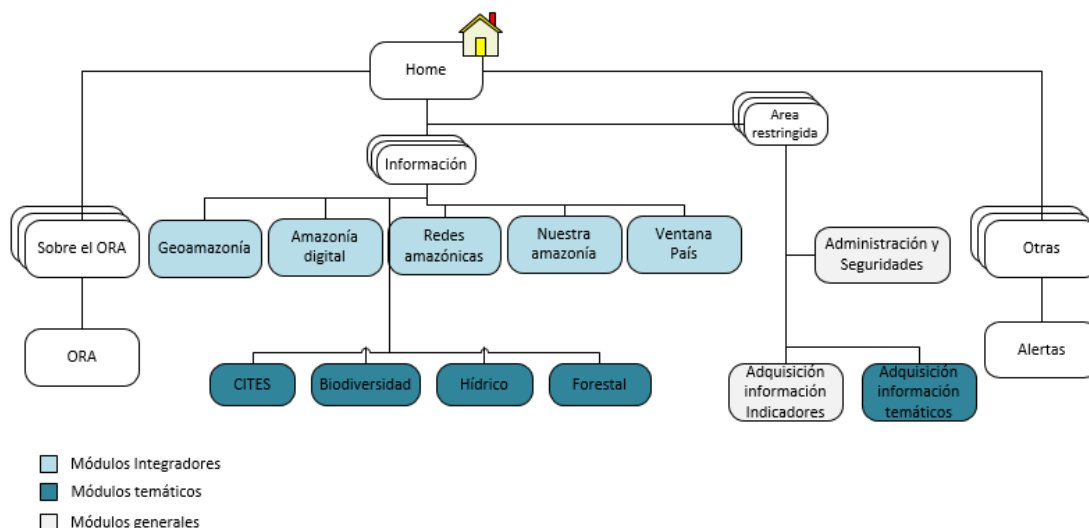 Home
Area
restringida
Información
Sobre el ORA
Geoamazonía
Amazonía
digital
Redes
amazónicas
Nuestra
amazonía
Ventana
País
Administración y
Seguridades
Otras
ORA
Alertas
CITES
Biodiversidad
Hídrico
Forestal
Adquisición
información
Indicadores
Adquisición
información
temáticos
Módulos Integradores
Módulos temáticos
Módulos generales